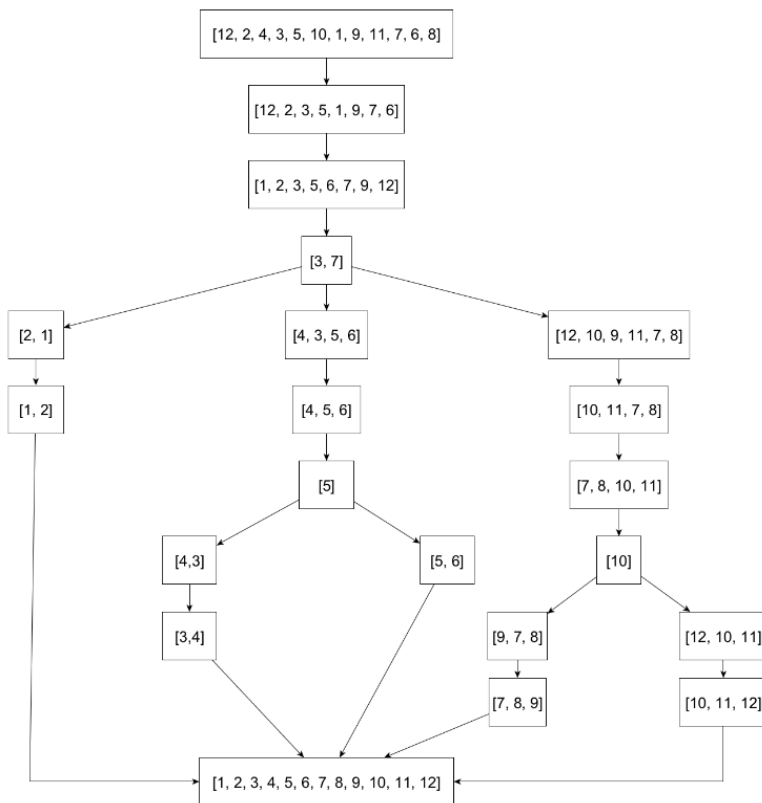 [12, 2, 4, 3, 5, 10, 1, 9, 11, 7, 6, 8]
[12, 2, 3, 5, 1, 9, 7, 6]
[1, 2, 3, 5, 6, 7, 9, 12]
[3, 7]
[2, 1]
[4, 3, 5, 6]
[12, 10, 9, 11, 7, 8]
[1, 2]
[4, 5, 6]
[10, 11, 7, 8]
[5]
[7, 8, 10, 11]
[4,3]
[5, 6]
[10]
[3,4]
[9, 7, 8]
[12, 10, 11]
[7, 8, 9]
[10, 11, 12]
[1, 2, 3, 4, 5, 6, 7, 8, 9, 10, 11, 12]